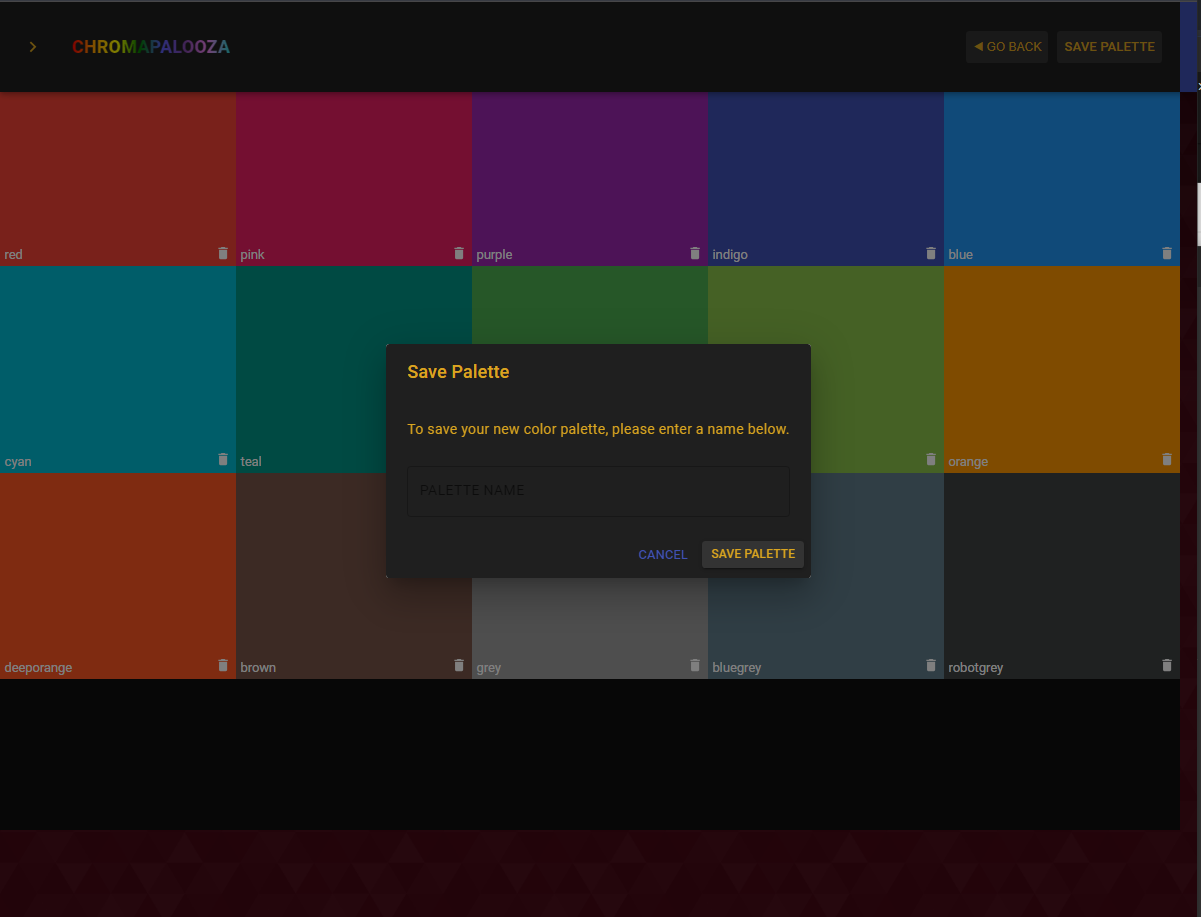 CHROMAPALOOZA
GO BACK
SAVE PALETTE
red
pink
purple
indigo
blue
cyan
teal
orange
Save Palette
To save your new color palette, please enter a name below.
PALETTE NAME
CANCEL
SAVE PALETTE
deeporange
brown
grey
bluegrey
robotgrey